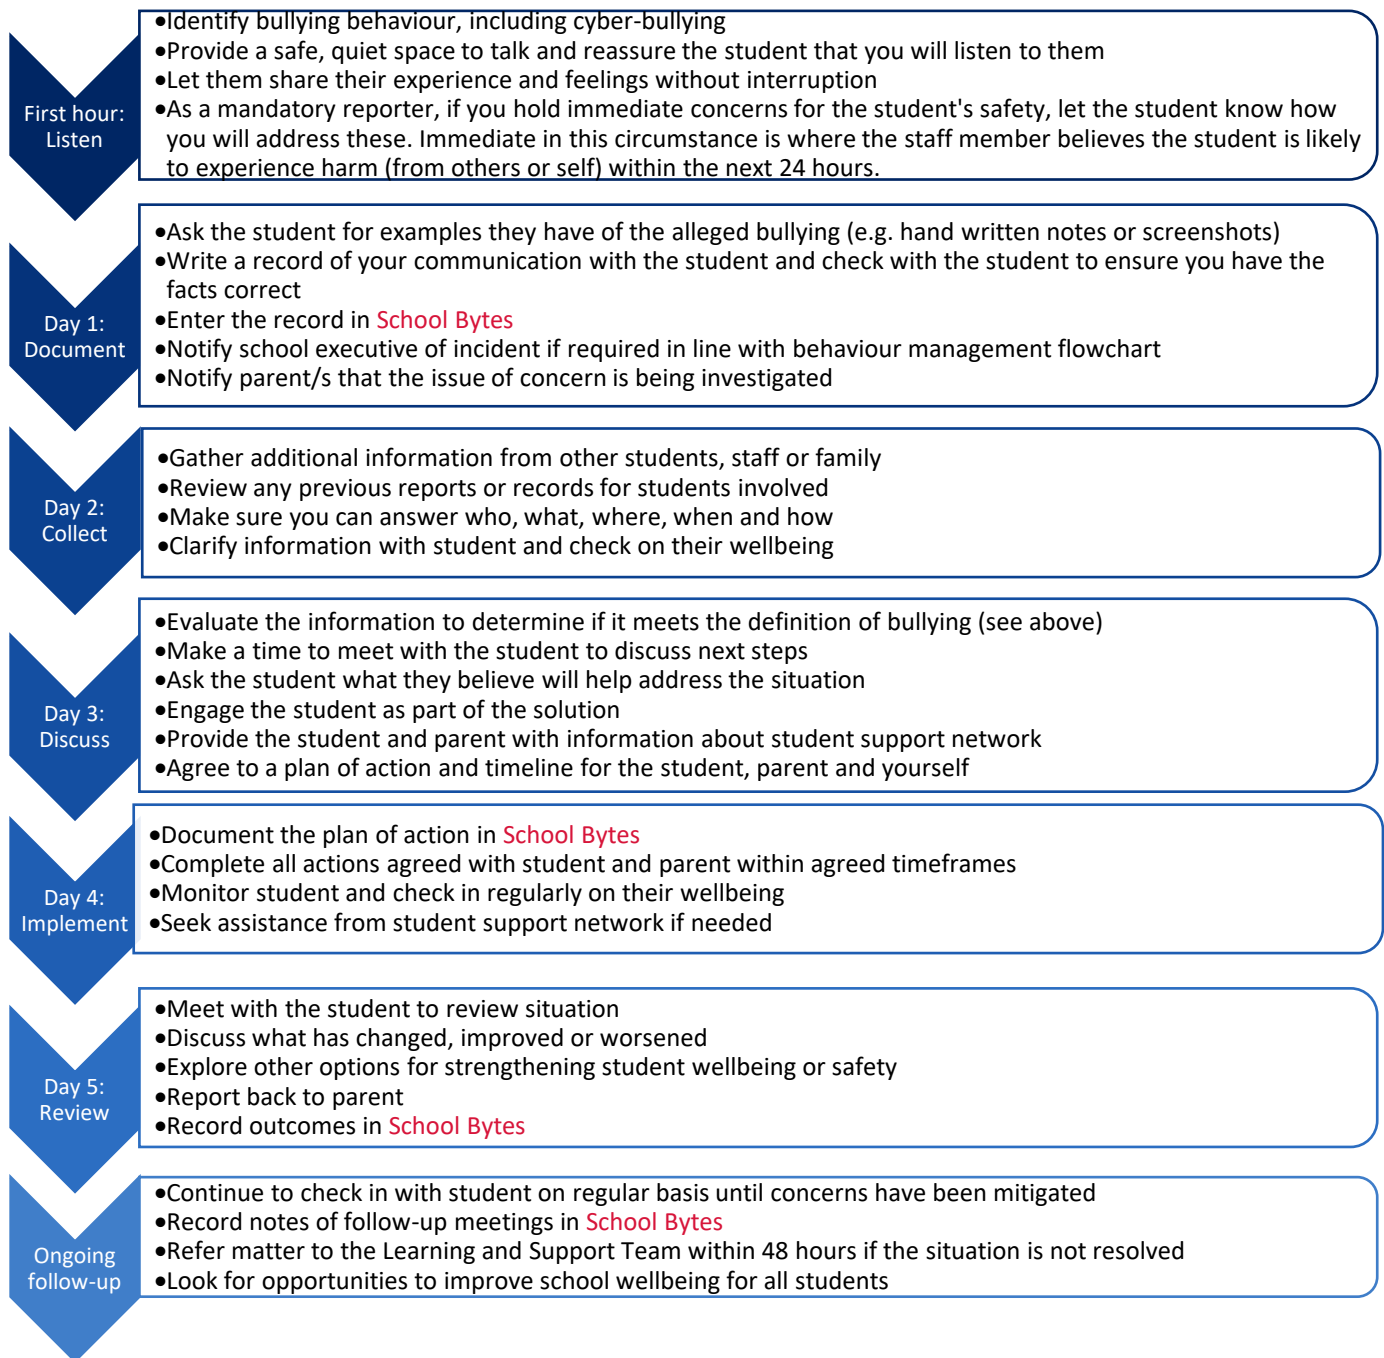 First hour:
Listen
•Identify bullying behaviour, including cyber-bullying
•Provide a safe, quiet space to talk and reassure the student that you will listen to them
•Let them share their experience and feelings without interruption
•As a mandatory reporter, if you hold immediate concerns for the student's safety, let the student know how
you will address these. Immediate in this circumstance is where the staff member believes the student is likely
to experience harm (from others or self) within the next 24 hours.
Day 1:
Document
•Ask the student for examples they have of the alleged bullying (e.g. hand written notes or screenshots)
•Write a record of your communication with the student and check with the student to ensure you have the
facts correct
•Enter the record in School Bytes
•Notify school executive of incident if required in line with behaviour management flowchart
•Notify parent/s that the issue of concern is being investigated
Day 2:
Collect
•Gather additional information from other students, staff or family
•Review any previous reports or records for students involved
•Make sure you can answer who, what, where, when and how
•Clarify information with student and check on their wellbeing
Day 3:
Discuss
•Evaluate the information to determine if it meets the definition of bullying (see above)
•Make a time to meet with the student to discuss next steps
•Ask the student what they believe will help address the situation
•Engage the student as part of the solution
•Provide the student and parent with information about student support network
•Agree to a plan of action and timeline for the student, parent and yourself
Day 4:
Implement
•Document the plan of action in School Bytes
•Complete all actions agreed with student and parent within agreed timeframes
•Monitor student and check in regularly on their wellbeing
•Seek assistance from student support network if needed
Day 5:
Review
•Meet with the student to review situation
•Discuss what has changed, improved or worsened
•Explore other options for strengthening student wellbeing or safety
•Report back to parent
•Record outcomes in School Bytes
Ongoing
follow-up
•Continue to check in with student on regular basis until concerns have been mitigated
•Record notes of follow-up meetings in School Bytes
•Refer matter to the Learning and Support Team within 48 hours if the situation is not resolved
•Look for opportunities to improve school wellbeing for all students